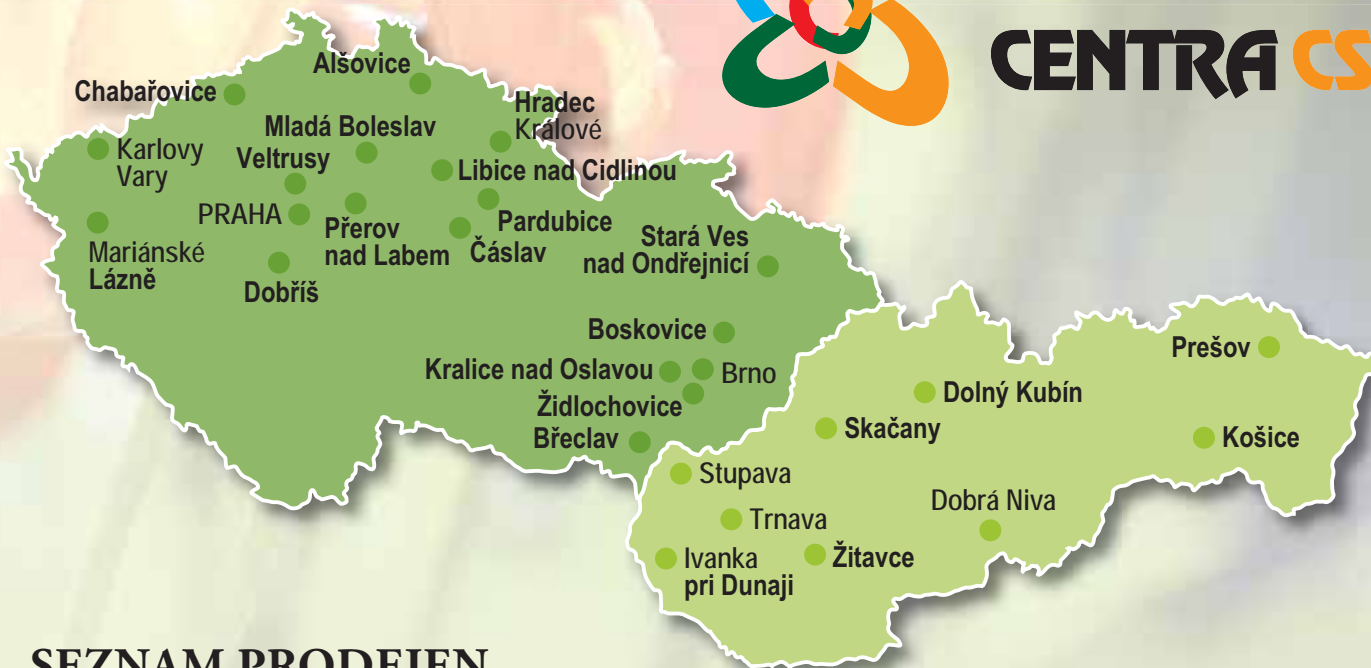 CENTRA CS
Alšovice
Chabařovice
Hradec
Králové
Mladá Boleslav
Karlovy
Vary
Veltrusy
Libice nad Cidlinou
PRAHA
Přerov
nad Labem
Pardubice
Čáslav
Stará Ves
nad Ondřejnicí
Mariánské
Lázně
Dobříš
Boskovice
Prešov
Kralice nad Oslavou
Brno
Dolný Kubín
Židlochovice
Skačany
Břeclav
Košice
Stupava
Dobrá Niva
Trnava
Ivanka
pri Dunaji
Žitavce
SEZNAM PRODEJEN